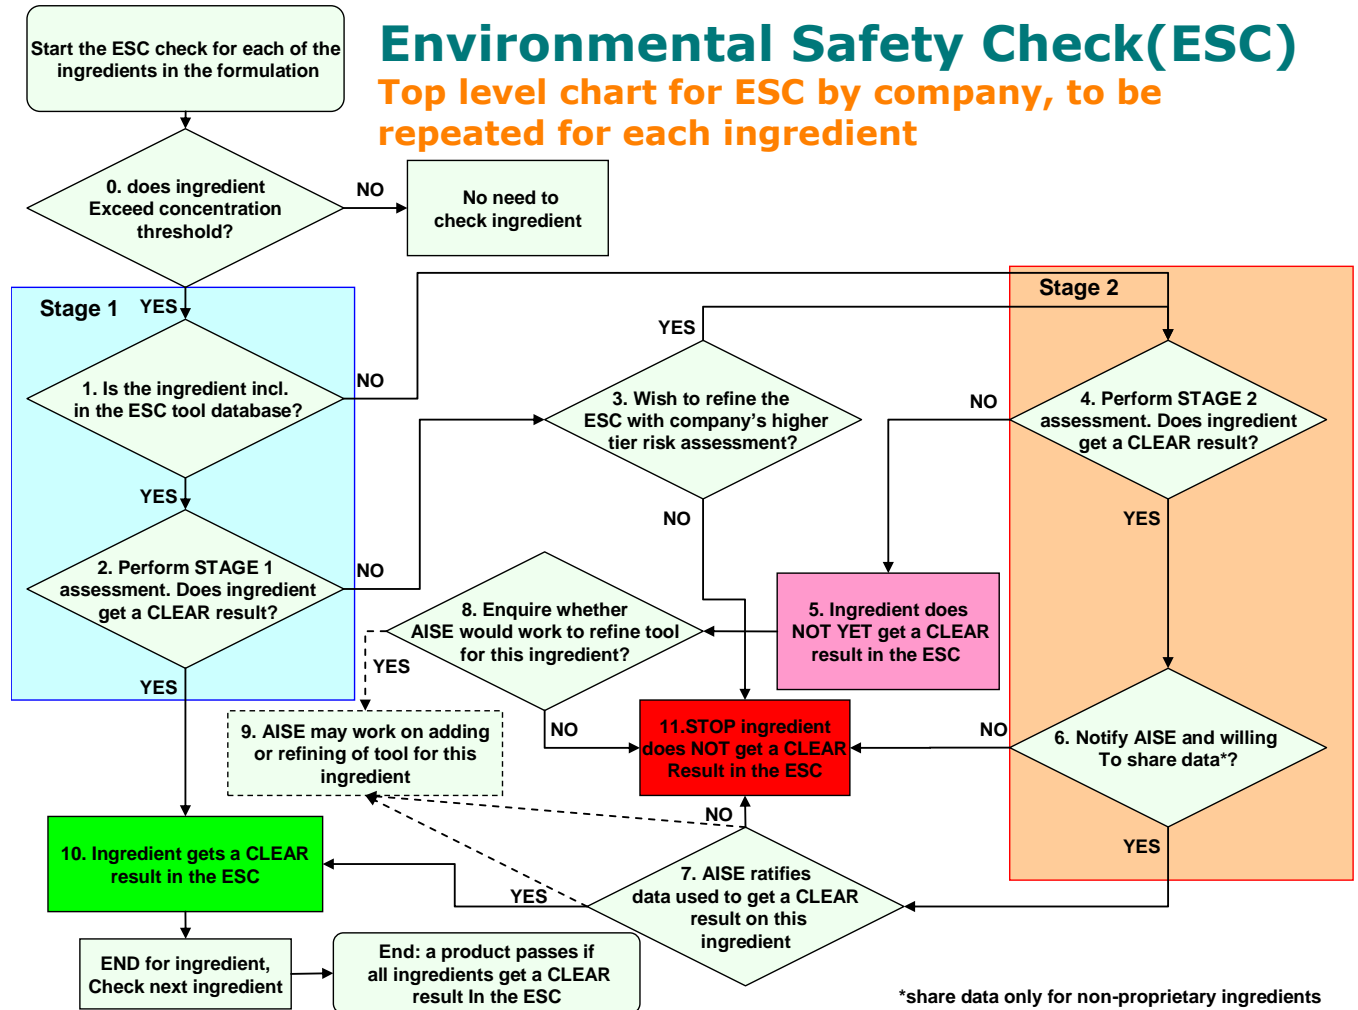 Environmental Safety Check(ESC)
Top level chart for ESC by company, to be
repeated for each ingredient
Start the ESC check for each of the
ingredients in the formulation
0. does ingredient
Exceed concentration
threshold?
NO
No need to
check ingredient
YES
Stage 1
1. Is the ingredient incl.
in the ESC tool database?
NO
YES
2. Perform STAGE 1
assessment. Does ingredient
get a CLEAR result?
NO
YES
3. Wish to refine the
ESC with company's higher
tier risk assessment?
YES
NO
Stage 2
4. Perform STAGE 2
assessment. Does ingredient
get a CLEAR result?
NO
YES
5. Ingredient does
NOT YET get a CLEAR
result in the ESC
6. Notify AISE and willing
To share data*?
NO
YES
8. Enquire whether
AISE would work to refine tool
for this ingredient?
YES
NO
9. AISE may work on adding
or refining of tool for this
ingredient
11.STOP ingredient
does NOT get a CLEAR
Result in the ESC
7. AISE ratifies
data used to get a CLEAR
result on this
ingredient
NO
YES
10. Ingredient gets a CLEAR
result in the ESC
END for ingredient,
Check next ingredient
End: a product passes if
all ingredients get a CLEAR
result In the ESC
*share data only for non-proprietary ingredients